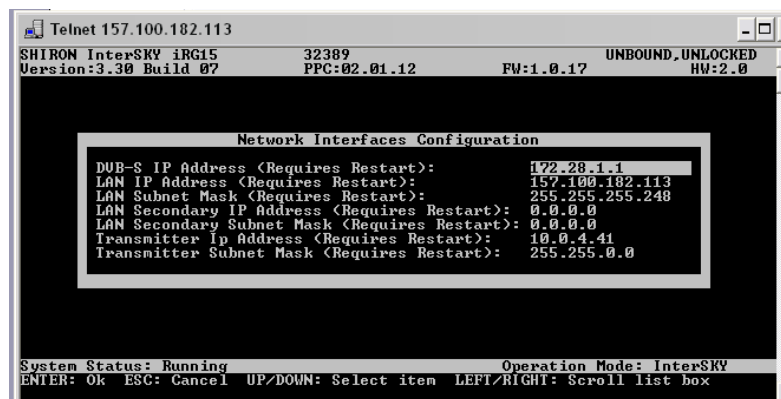 Telnet 157.100.182.113
SHIRON InterSKY iRG15 32389 UNBOUND,UNLOCKED
Version:3.30 Build 07 PPC:02.01.12 FW:1.0.17 HW:2.0
Network Interfaces Configuration
DVB-S IP Address (Requires Restart): 172.28.1.1
LAN IP Address (Requires Restart): 157.100.182.113
LAN Subnet Mask (Requires Restart): 255.255.255.248
LAN Secondary IP Address (Requires Restart): 0.0.0.0
LAN Secondary Subnet Mask (Requires Restart): 0.0.0.0
Transmitter Ip Address (Requires Restart): 10.0.4.41
Transmitter Subnet Mask (Requires Restart): 255.255.0.0
System Status: Running Operation Mode: InterSKY
ENTER: Ok ESC: Cancel UP/DOWN: Select item LEFT/RIGHT: Scroll list box